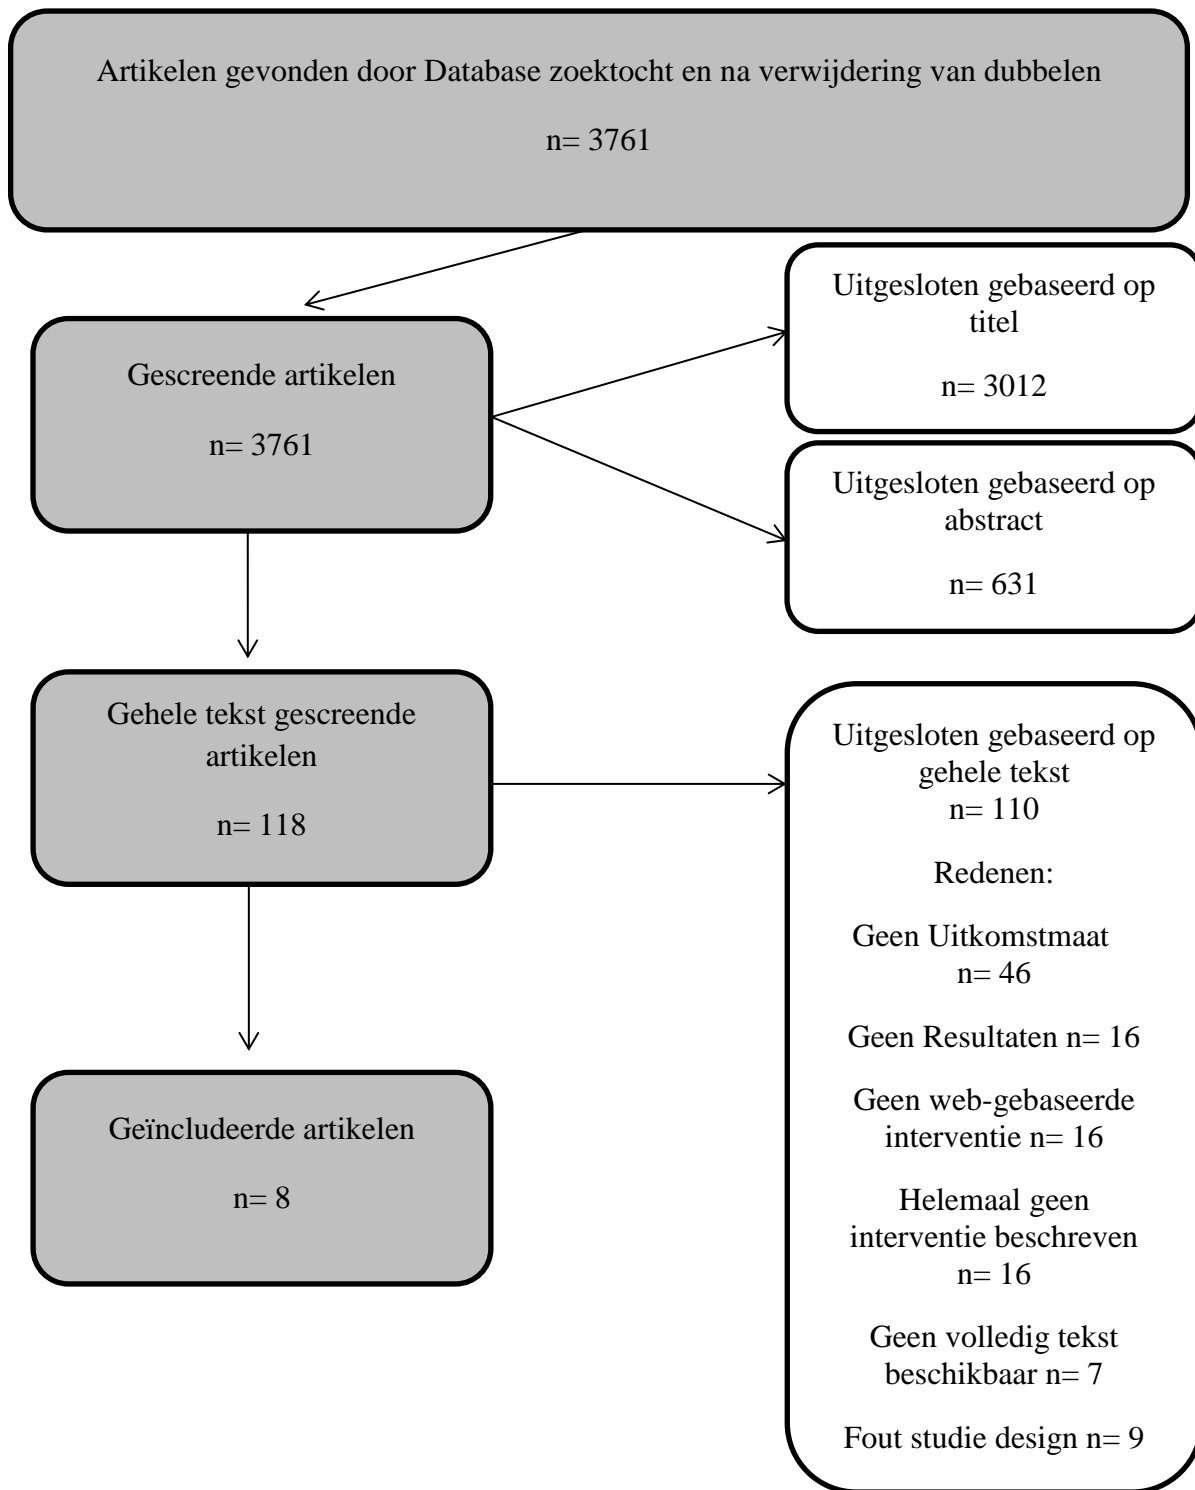 Artikelen gevonden door Database zoektocht en na verwijdering van dubbelen
n= 3761
Gescreende artikelen
n= 3761
Uitgesloten gebaseerd op
titel
n= 3012
Uitgesloten gebaseerd op
abstract
n= 631
Gehele tekst gescreende
artikelen
n= 118
Uitgesloten gebaseerd op
gehele tekst
n= 110
Redenen:
Geen Uitkomstmaat
n= 46
Geen Resultaten n= 16
Geen web-gebaseerde
interventie n= 16
Helemaal geen
interventie beschreven
n= 16
Geen volledig tekst
beschikbaar n= 7
Fout studie design n= 9
Geïncludeerde artikelen
n= 8